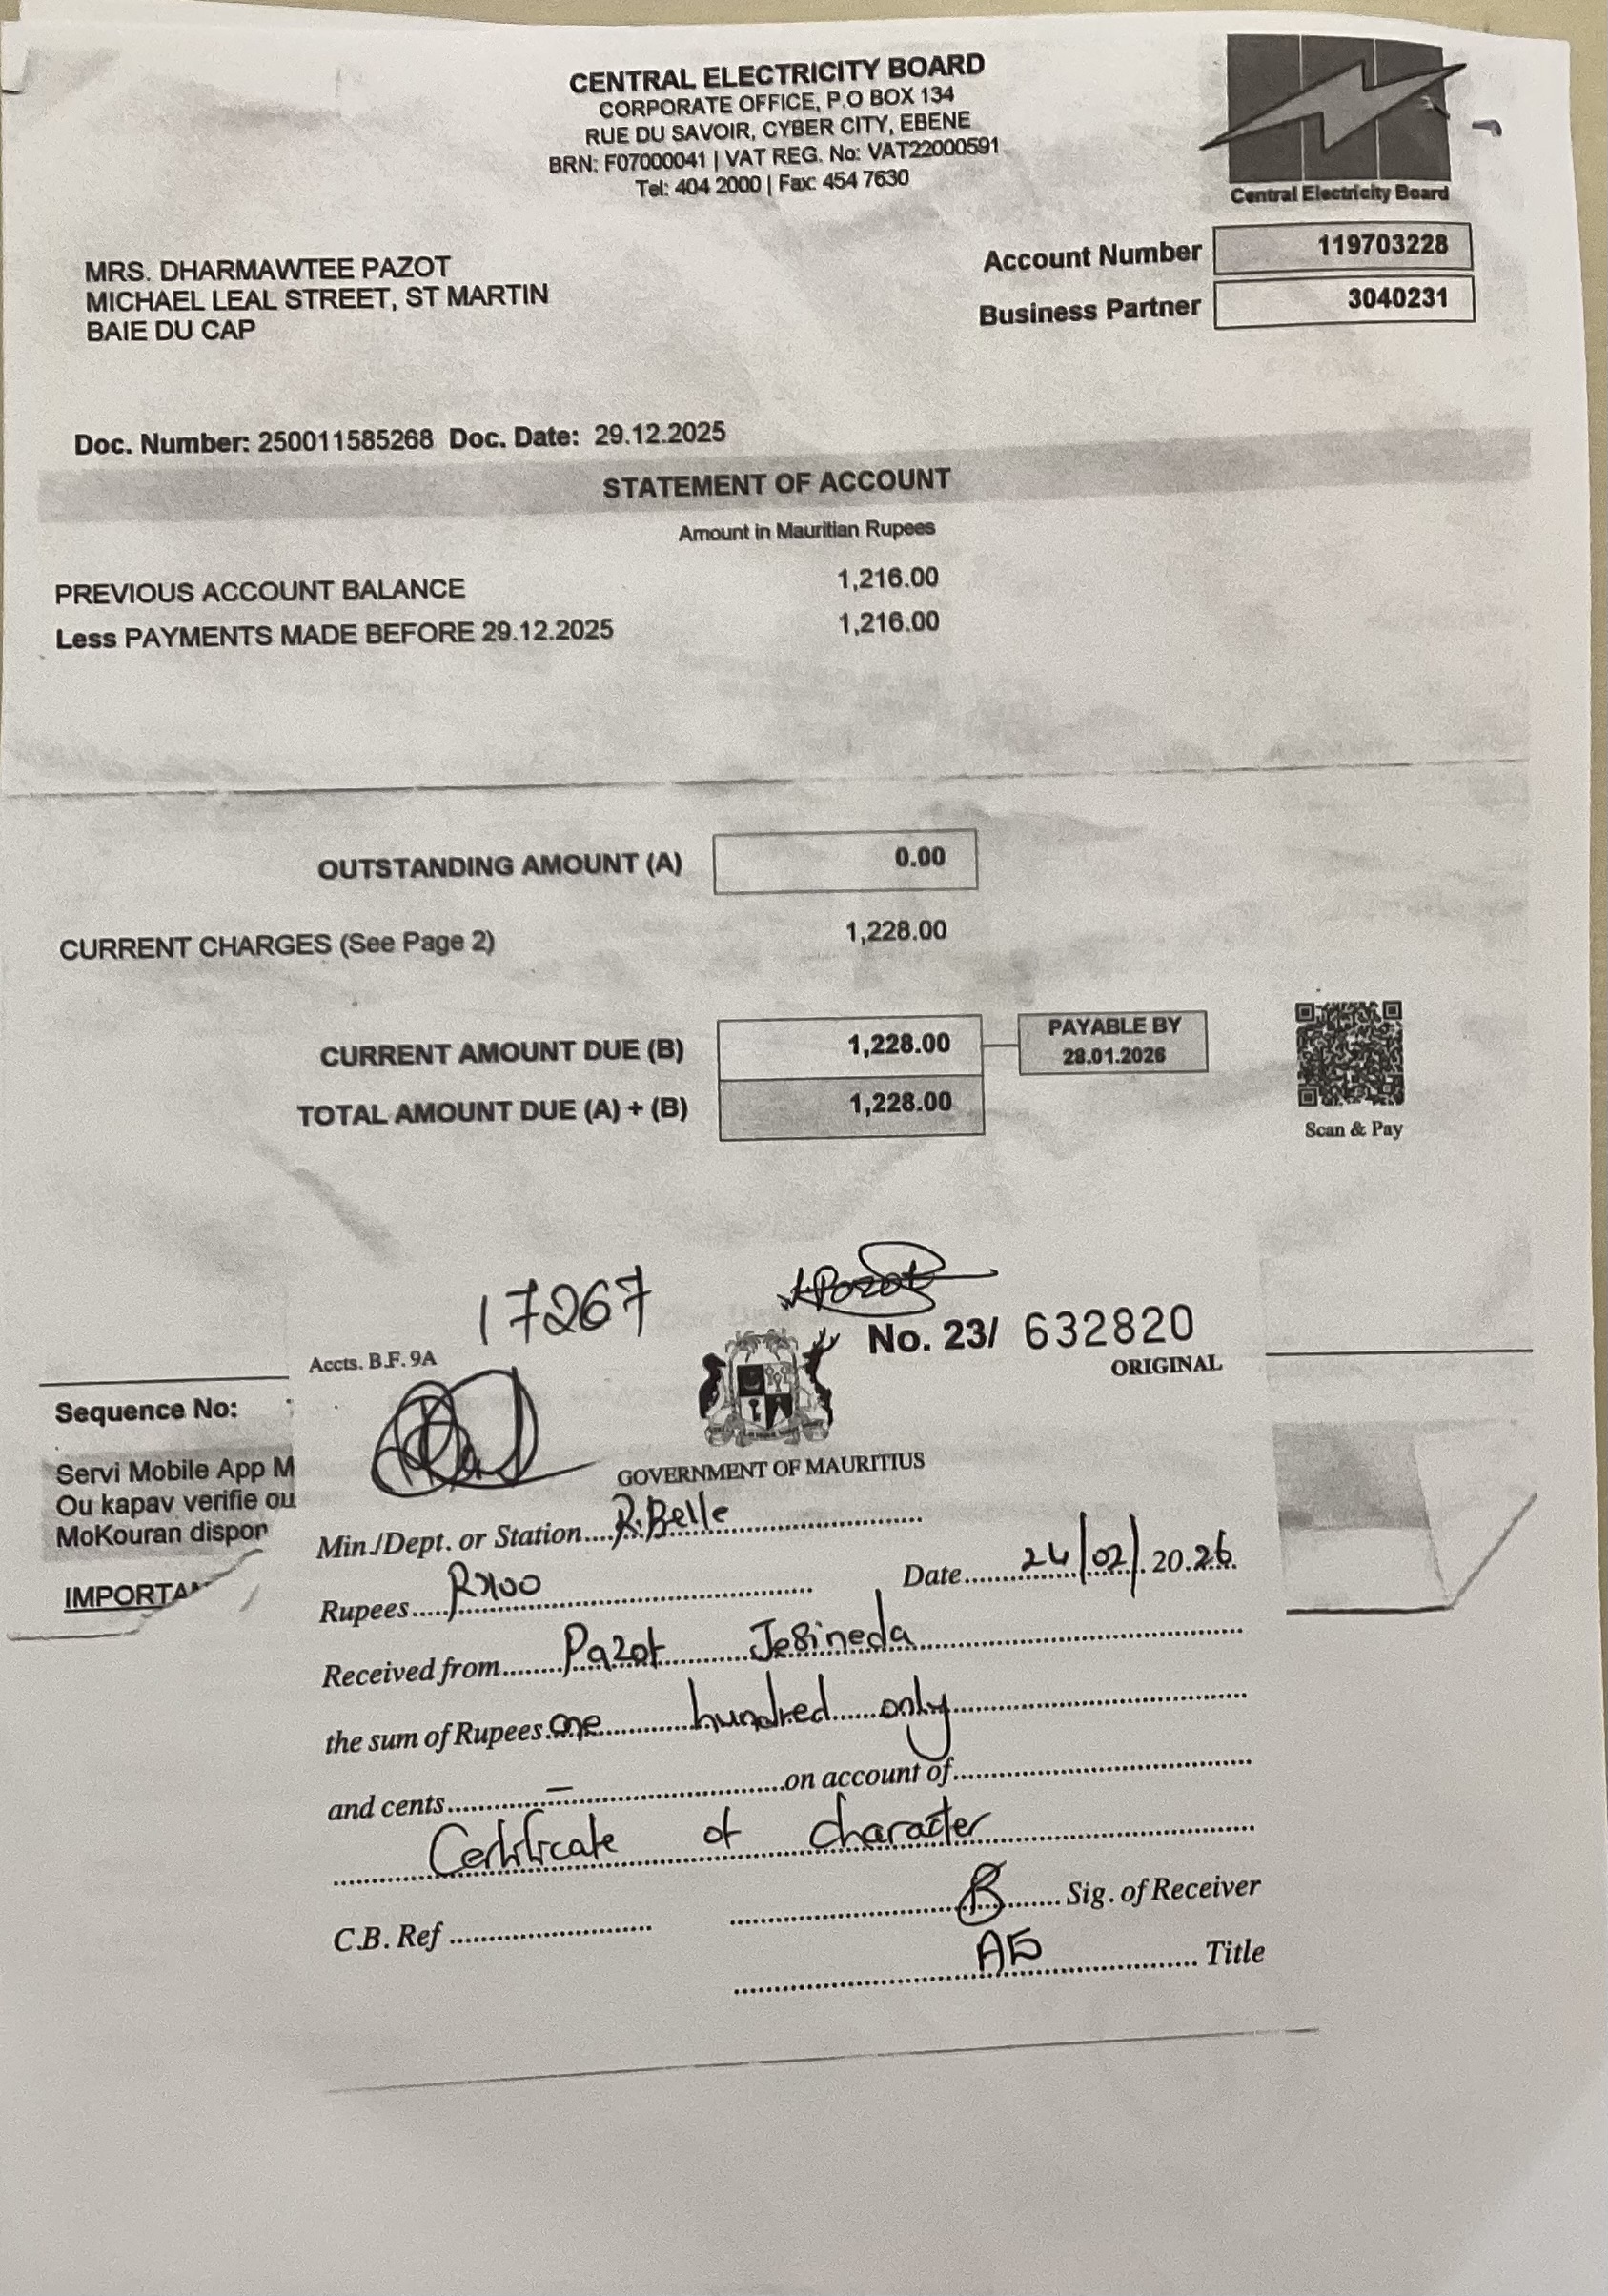 CENTRAL ELECTRICITY BOARD
CORPORATE OFFICE, P.O BOX 134
RUE DU SAVOIR, CYBER CITY, EBENE
BRN: F07000041 | VAT REG. No: VAT22000591
Tel: 404 2000 | Fax: 454 7630
Central Electricity Board
Account Number 119703228
Business Partner 3040231
MRS. DHARMAWTEE PAZOT
MICHAEL LEAL STREET, ST MARTIN
BAIE DU CAP
Doc. Number: 250011585268 Doc. Date: 29.12.2025
STATEMENT OF ACCOUNT
Amount in Mauritian Rupees
PREVIOUS ACCOUNT BALANCE 1,216.00
Less PAYMENTS MADE BEFORE 29.12.2025 1,216.00
OUTSTANDING AMOUNT (A) 0.00
CURRENT CHARGES (See Page 2) 1,228.00
CURRENT AMOUNT DUE (B) 1,228.00
PAYABLE BY
28.01.2026
TOTAL AMOUNT DUE (A) + (B) 1,228.00
Scan & Pay
17267
Pazot
No. 23/ 632820
ORIGINAL
Accts. B.F. 9A
GOVERNMENT OF MAURITIUS
Sequence No:
Servi Mobile App M
Ou kapav verifie ou
MoKouran dispon
IMPORTAN
Min./Dept. or Station R.Belle
Rupees Date 24/02/2026
Received from Pazot Jesineda
the sum of Rupees one hundred only
and cents — on account of
Certificate of character
C.B. Ref Sig. of Receiver
Title